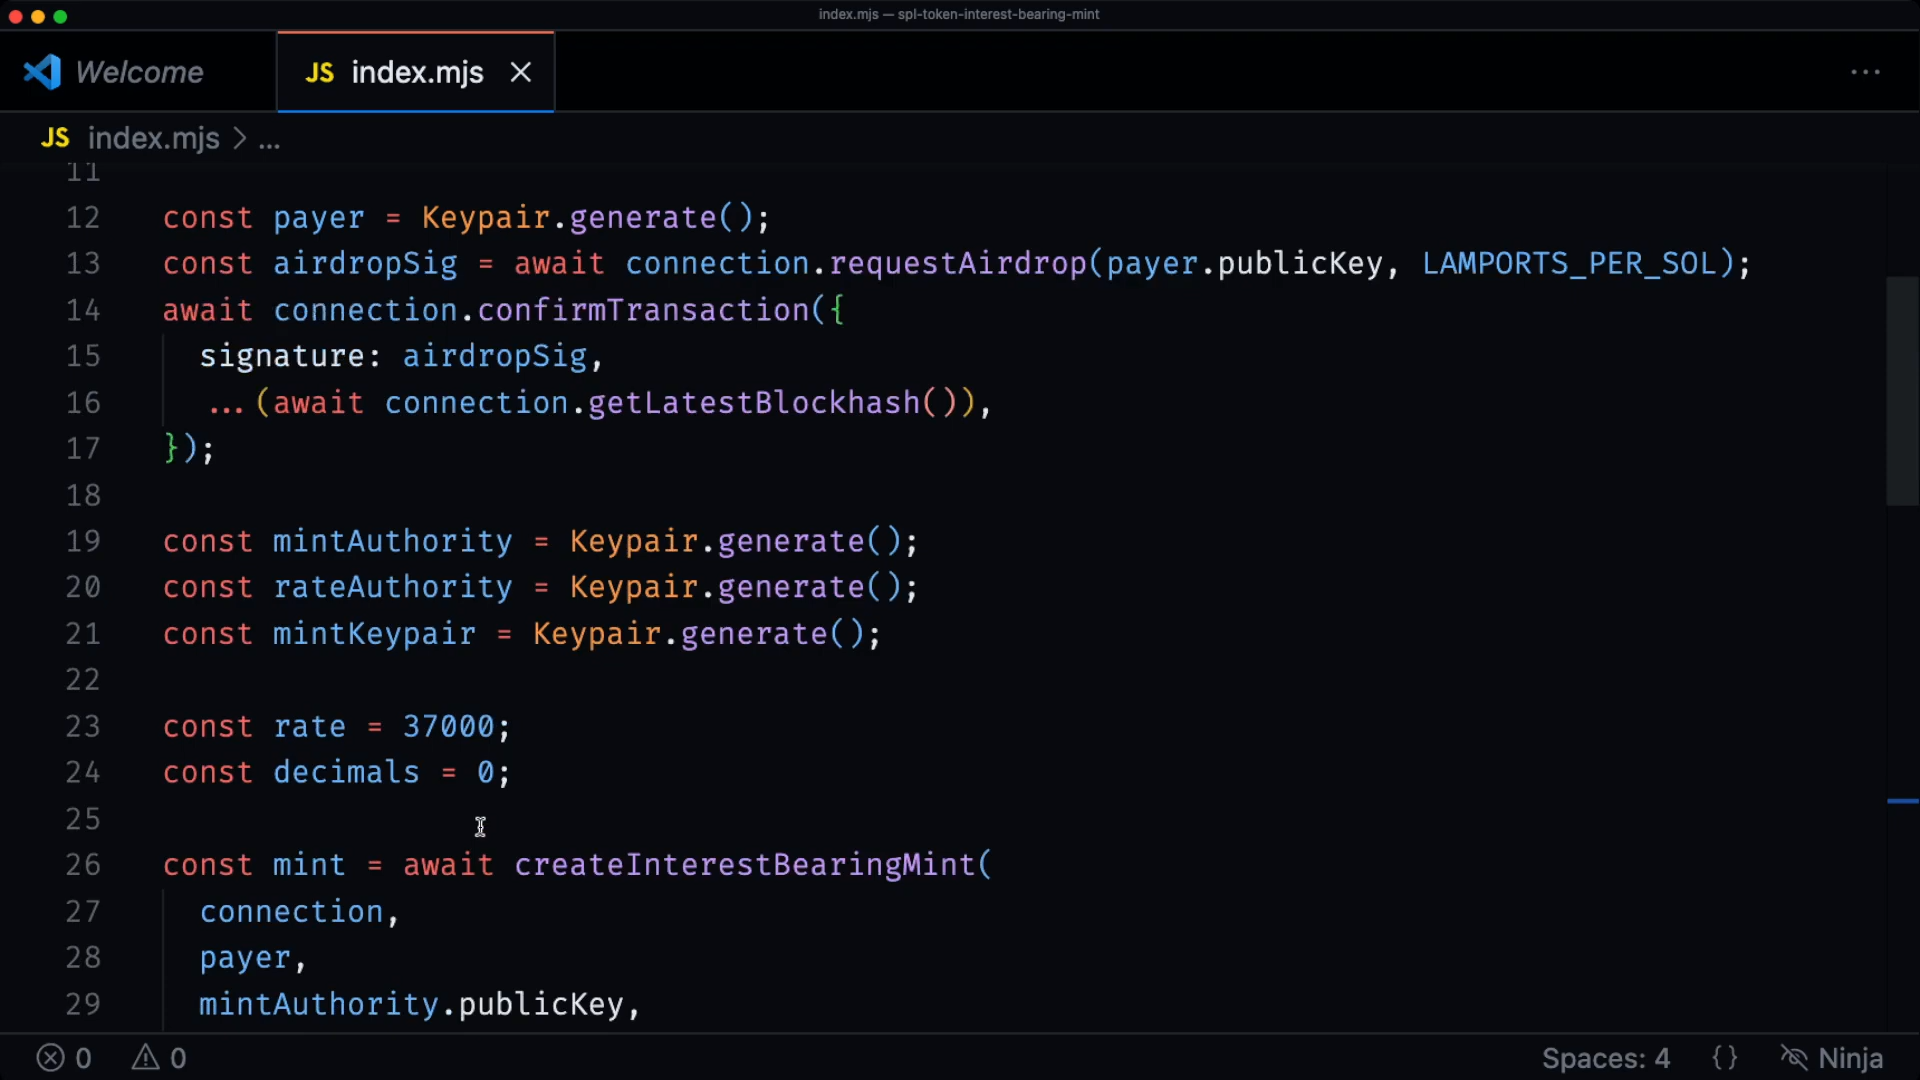 index.mjs — spl-token-interest-bearing-mint
Welcome
JS index.mjs
JS index.mjs > ...
11
12 const payer = Keypair.generate();
13 const airdropSig = await connection.requestAirdrop(payer.publicKey, LAMPORTS_PER_SOL);
14 await connection.confirmTransaction({
15 signature: airdropSig,
16 ...(await connection.getLatestBlockhash()),
17 });
18
19 const mintAuthority = Keypair.generate();
20 const rateAuthority = Keypair.generate();
21 const mintKeypair = Keypair.generate();
22
23 const rate = 37000;
24 const decimals = 0;
25
26 const mint = await createInterestBearingMint(
27 connection,
28 payer,
29 mintAuthority.publicKey,
0 0 Spaces: 4 {} Ninja